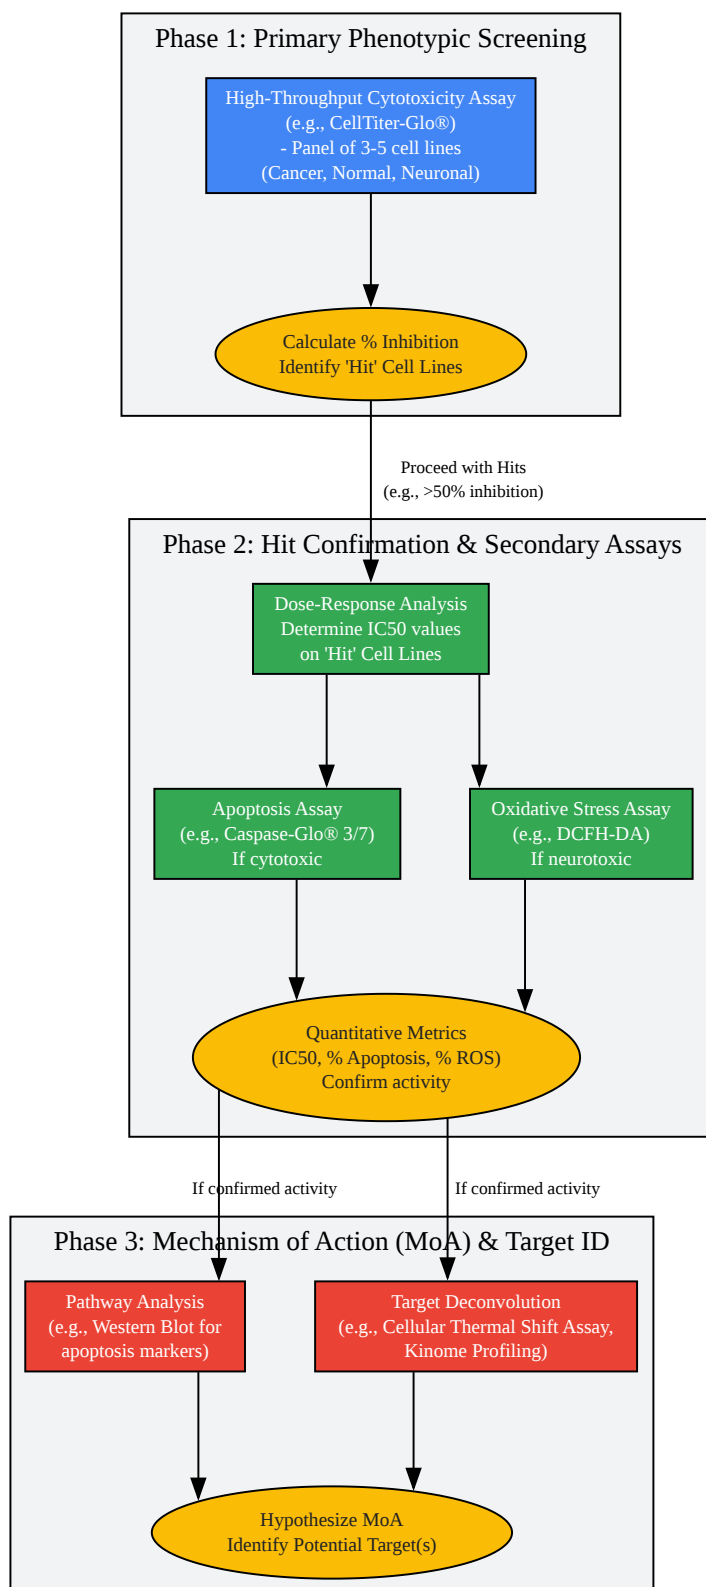 Phase 1: Primary Phenotypic Screening
High-Throughput Cytotoxicity Assay
(e.g., CellTiter-Glo®)
- Panel of 3-5 cell lines
(Cancer, Normal, Neuronal)
Calculate % Inhibition
Identify 'Hit' Cell Lines
Proceed with Hits
(e.g., >50% inhibition)
Phase 2: Hit Confirmation & Secondary Assays
Dose-Response Analysis
Determine IC50 values
on 'Hit' Cell Lines
Apoptosis Assay
(e.g., Caspase-Glo® 3/7)
If cytotoxic
Oxidative Stress Assay
(e.g., DCFH-DA)
If neurotoxic
Quantitative Metrics
(IC50, % Apoptosis, % ROS)
Confirm activity
If confirmed activity
If confirmed activity
Phase 3: Mechanism of Action (MoA) & Target ID
Pathway Analysis
(e.g., Western Blot for
apoptosis markers)
Target Deconvolution
(e.g., Cellular Thermal Shift Assay,
Kinome Profiling)
Hypothesize MoA
Identify Potential Target(s)